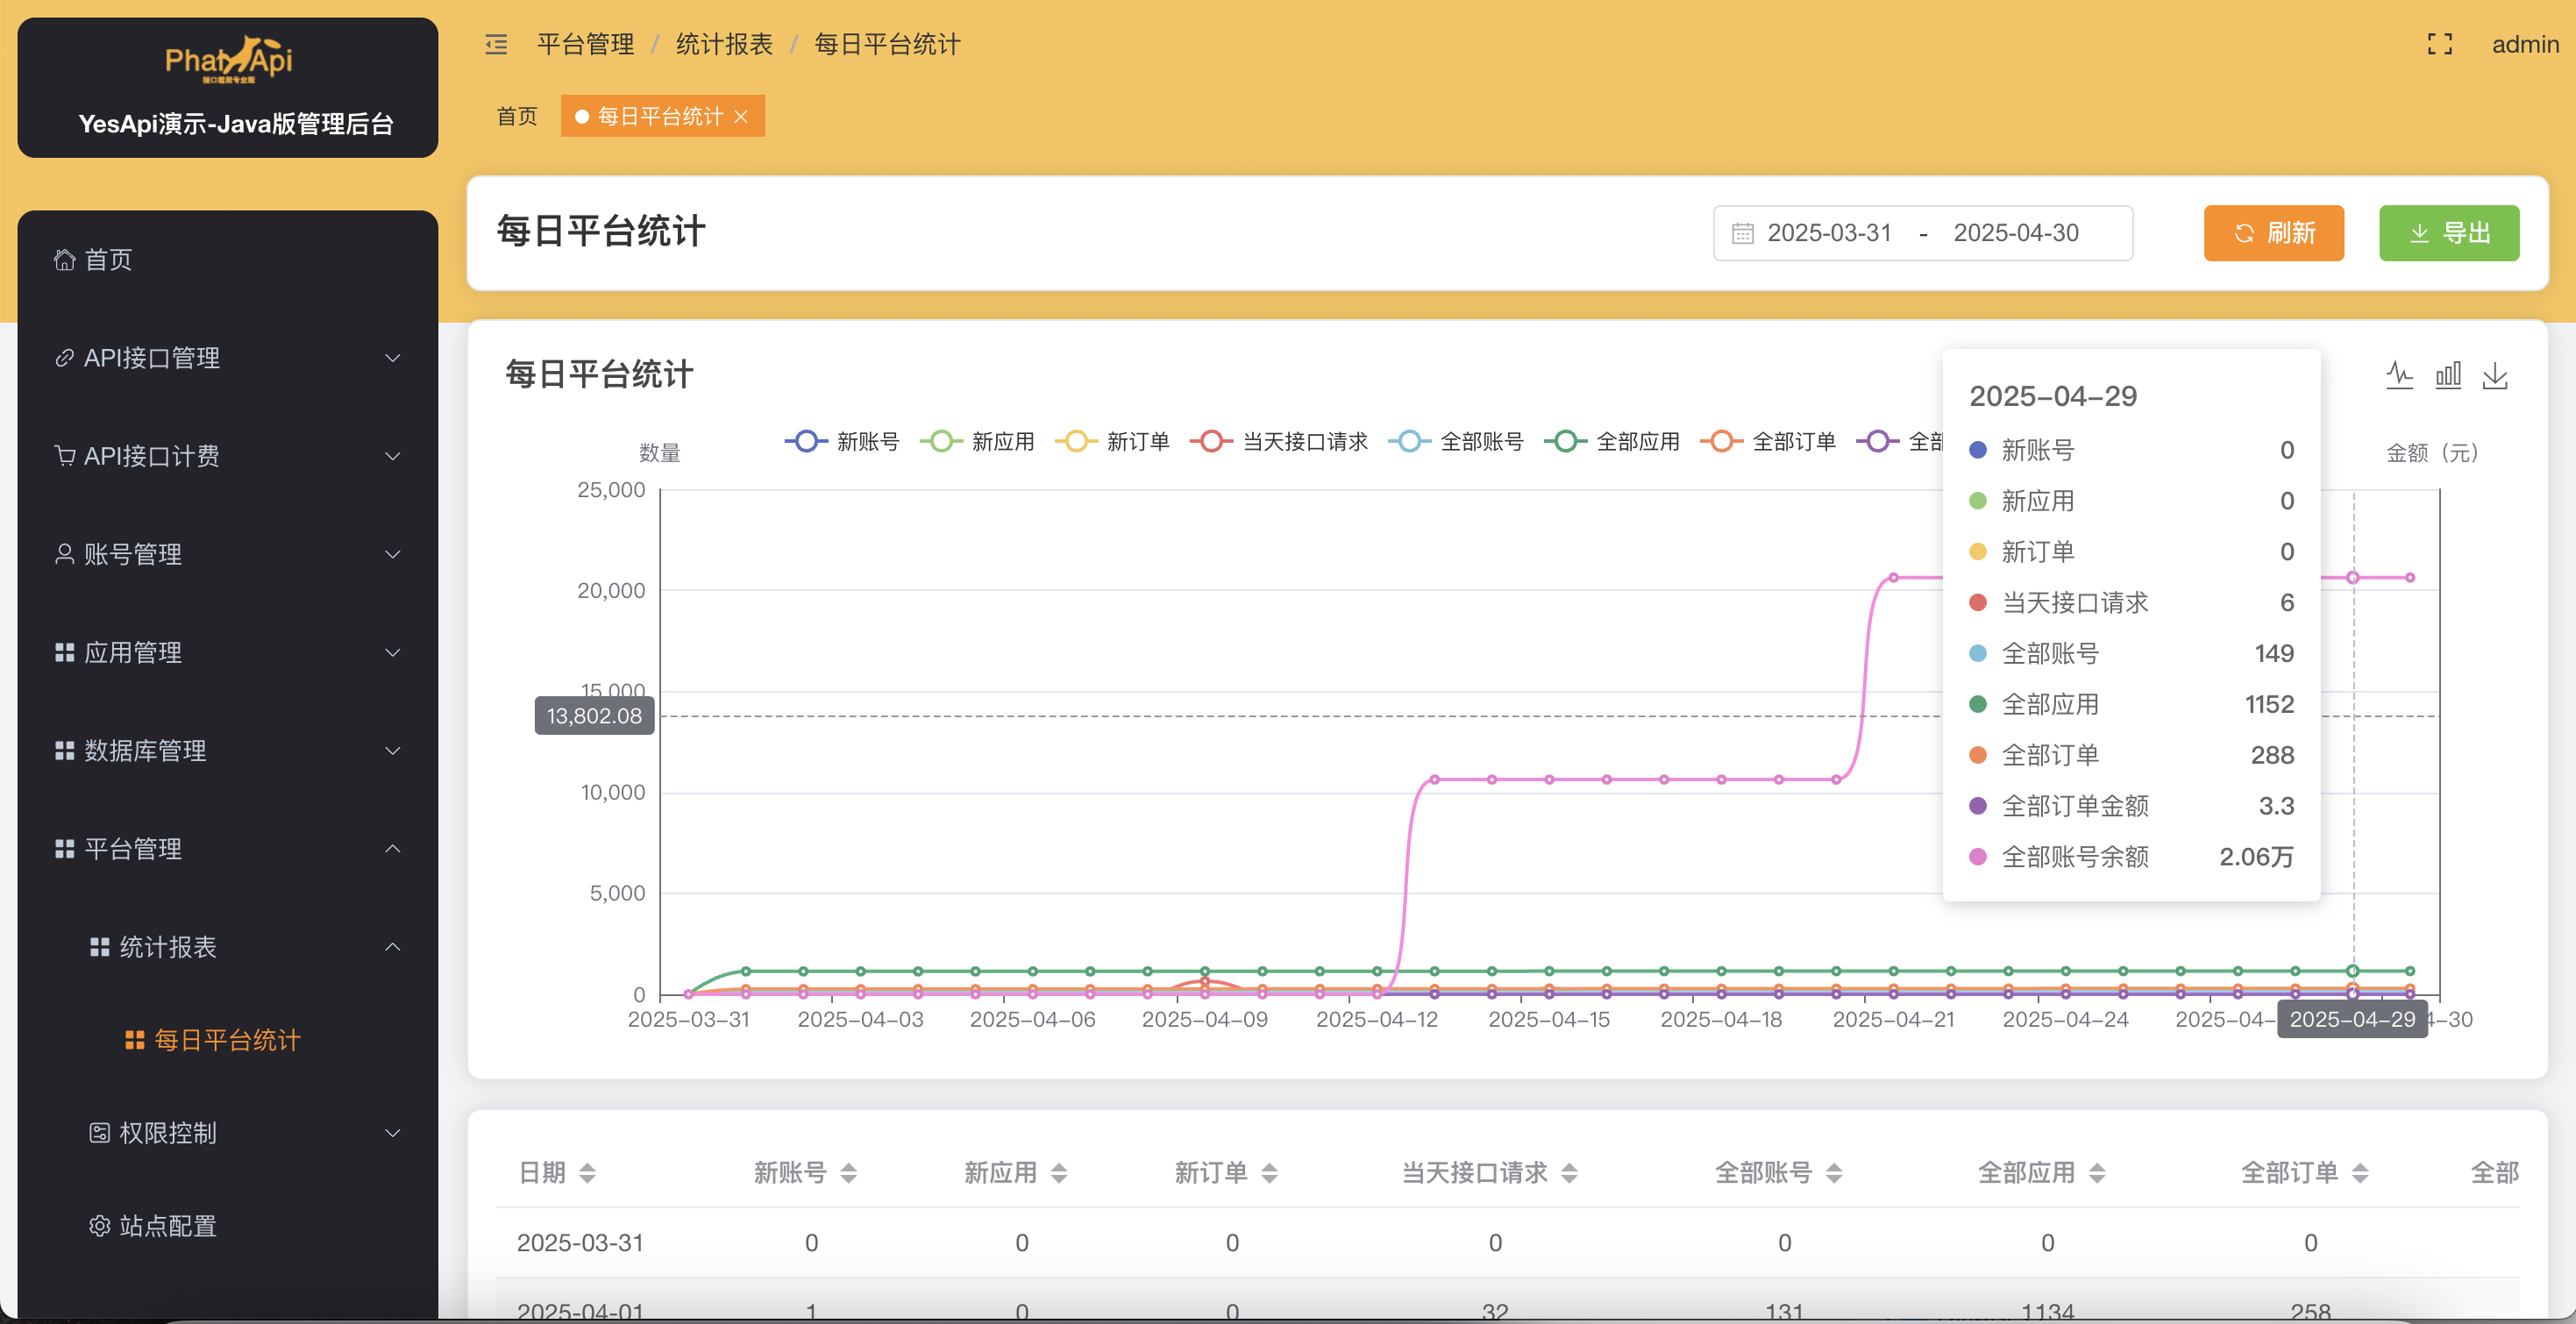 PhalApi
接口框架专业版
YesApi演示-Java版管理后台
首页
API接口管理
API接口计费
账号管理
应用管理
数据库管理
平台管理
统计报表
每日平台统计
权限控制
站点配置
平台管理 / 统计报表 / 每日平台统计
admin
首页
每日平台统计
每日平台统计
2025-03-31 - 2025-04-30
刷新
导出
每日平台统计
新账号 新应用 新订单 当天接口请求 全部账号 全部应用 全部订单 全部
数量
金额（元）
25,000
20,000
15,000
13,802.08
10,000
5,000
0
2025-03-31 2025-04-03 2025-04-06 2025-04-09 2025-04-12 2025-04-15 2025-04-18 2025-04-21 2025-04-24 2025-04- 2025-04-29 4-30
2025-04-29
新账号 0
新应用 0
新订单 0
当天接口请求 6
全部账号 149
全部应用 1152
全部订单 288
全部订单金额 3.3
全部账号余额 2.06万
日期 新账号 新应用 新订单 当天接口请求 全部账号 全部应用 全部订单 全部
2025-03-31 0 0 0 0 0 0 0
2025-04-01 1 0 0 32 131 1134 258